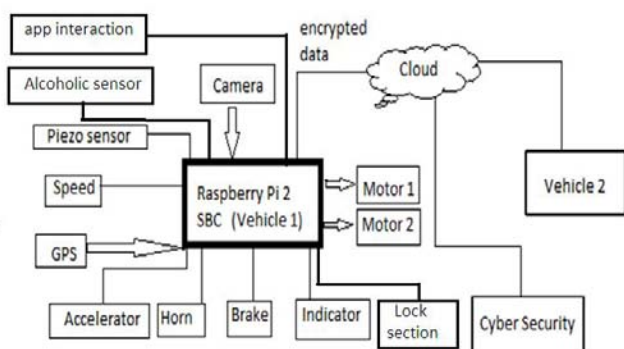 app interaction
encrypted
data
Cloud
Alcoholic sensor
Camera
Piezo sensor
Speed
Raspberry Pi 2
SBC (Vehicle 1)
Motor 1
Motor 2
Vehicle 2
GPS
Accelerator
Horn
Brake
Indicator
Lock
section
Cyber Security